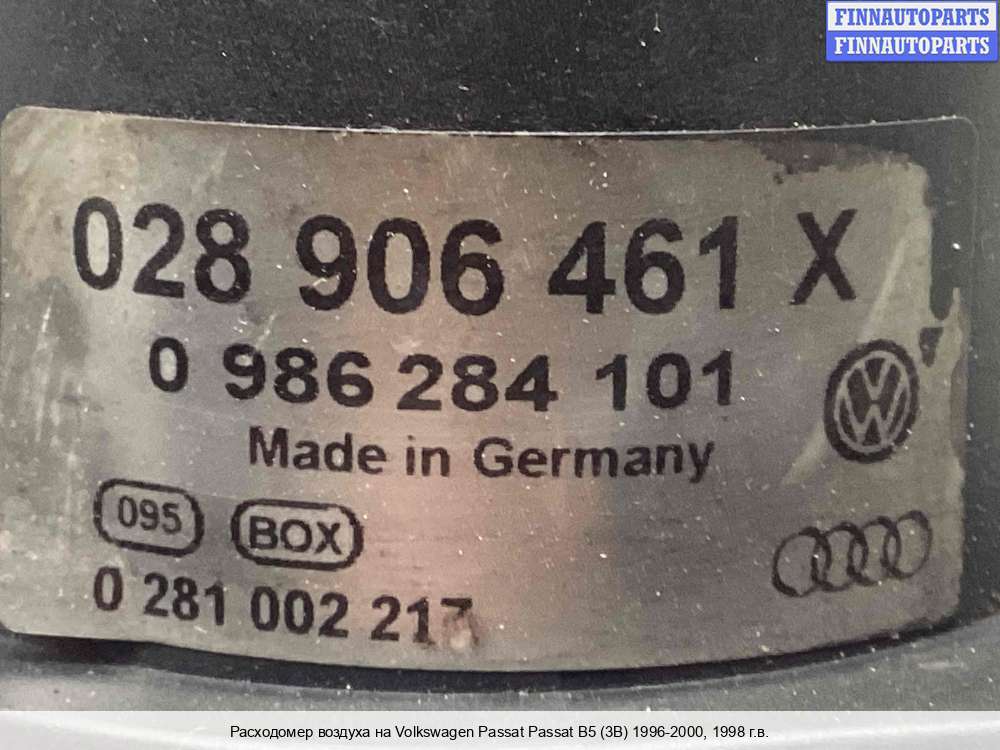 FINNAUTOPARTS
FINNAUTOPARTS
028 906 461 X
0 986 284 101
Made in Germany
095 BOX
0 281 002 217
Расходомер воздуха на Volkswagen Passat Passat B5 (3B) 1996-2000, 1998 г.в.